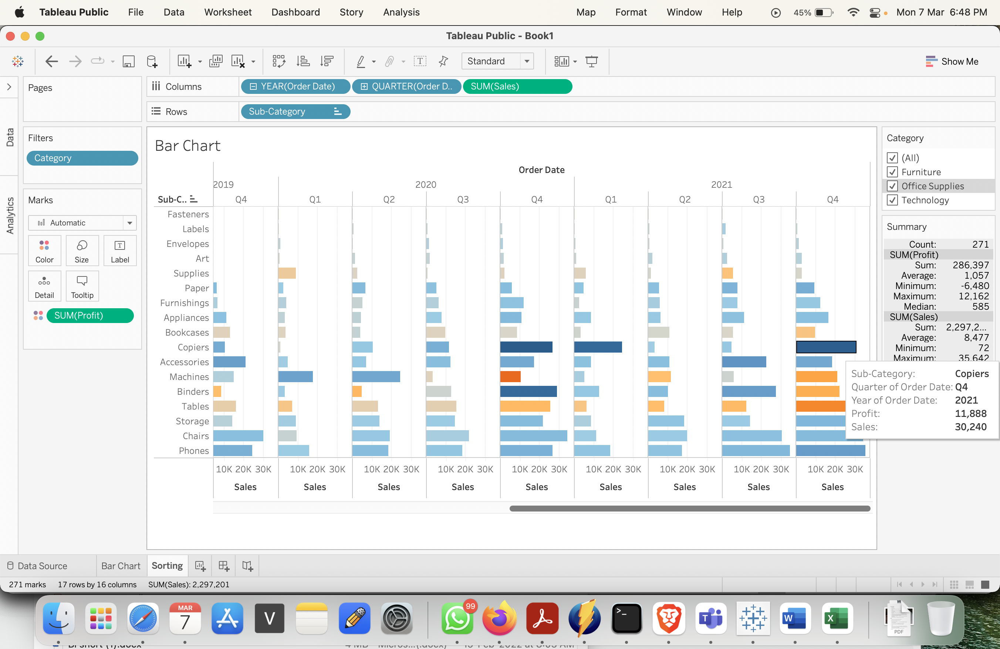 Tableau Public File Data Worksheet Dashboard Story Analysis Map Format Window Help 45% Mon 7 Mar 6:48 PM
Tableau Public - Book1
Standard Show Me
Pages
Columns YEAR(Order Date) QUARTER(Order D.. SUM(Sales)
Rows Sub-Category
Data
Analytics
Filters
Category
Marks
Automatic
Color Size Label
Detail Tooltip
SUM(Profit)
Bar Chart
Order Date
2019 2020 2021
Sub-C.. Q4 Q1 Q2 Q3 Q4 Q1 Q2 Q3 Q4
Fasteners
Labels
Envelopes
Art
Supplies
Paper
Furnishings
Appliances
Bookcases
Copiers
Accessories
Machines
Binders
Tables
Storage
Chairs
Phones
10K 20K 30K 10K 20K 30K 10K 20K 30K 10K 20K 30K 10K 20K 30K 10K 20K 30K 10K 20K 30K 10K 20K 30K 10K 20K 30K
Sales Sales Sales Sales Sales Sales Sales Sales Sales
Category
(All)
Furniture
Office Supplies
Technology
Summary
Count: 271
SUM(Profit)
Sum: 286,397
Average: 1,057
Minimum: -6,480
Maximum: 12,162
Median: 585
SUM(Sales)
Sum: 2,297,2...
Average: 8,477
Minimum: 72
Maximum: 35,642
Sub-Category: Copiers
Quarter of Order Date: Q4
Year of Order Date: 2021
Profit: 11,888
Sales: 30,240
Data Source Bar Chart Sorting
271 marks 17 rows by 16 columns SUM(Sales): 2,297,201
MAR
7
V
99
>_
T
W
X
PDF